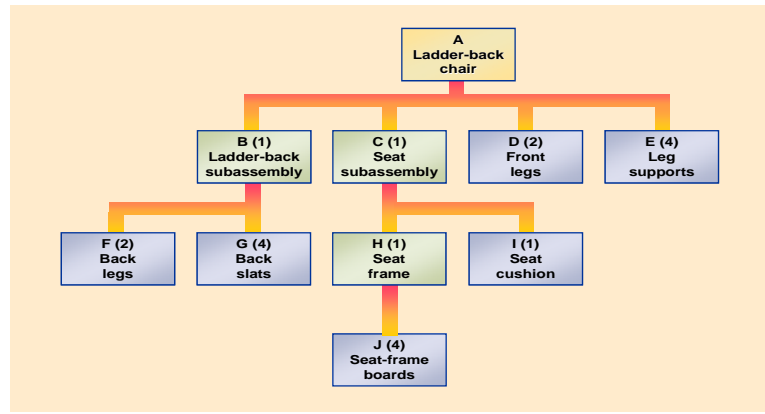 A
Ladder-back
chair
B (1)
Ladder-back
subassembly
C (1)
Seat
subassembly
D (2)
Front
legs
E (4)
Leg
supports
F (2)
Back
legs
G (4)
Back
slats
H (1)
Seat
frame
I (1)
Seat
cushion
J (4)
Seat-frame
boards